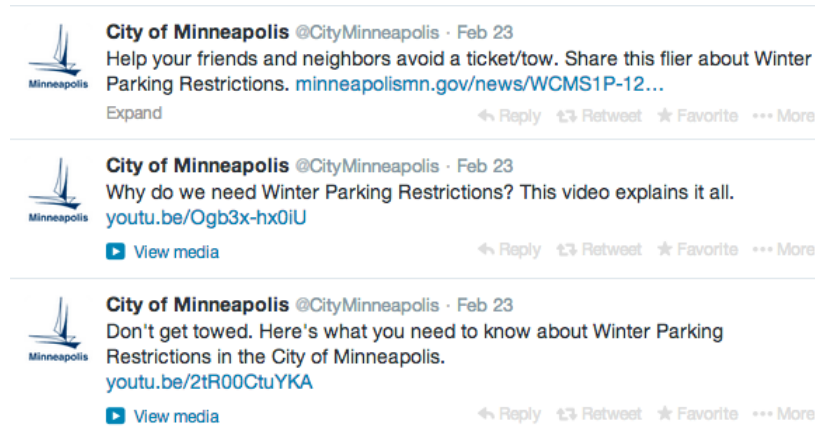 City of Minneapolis @CityMinneapolis · Feb 23
Help your friends and neighbors avoid a ticket/tow. Share this flier about Winter
Parking Restrictions. minneapolismn.gov/news/WCMS1P-12...
Minneapolis
Expand
Reply Retweet Favorite More
City of Minneapolis @CityMinneapolis · Feb 23
Why do we need Winter Parking Restrictions? This video explains it all.
youtu.be/Ogb3x-hx0iU
Minneapolis
View media
Reply Retweet Favorite More
City of Minneapolis @CityMinneapolis · Feb 23
Don't get towed. Here's what you need to know about Winter Parking
Restrictions in the City of Minneapolis.
Minneapolis
youtu.be/2tR00CtuYKA
View media
Reply Retweet Favorite More